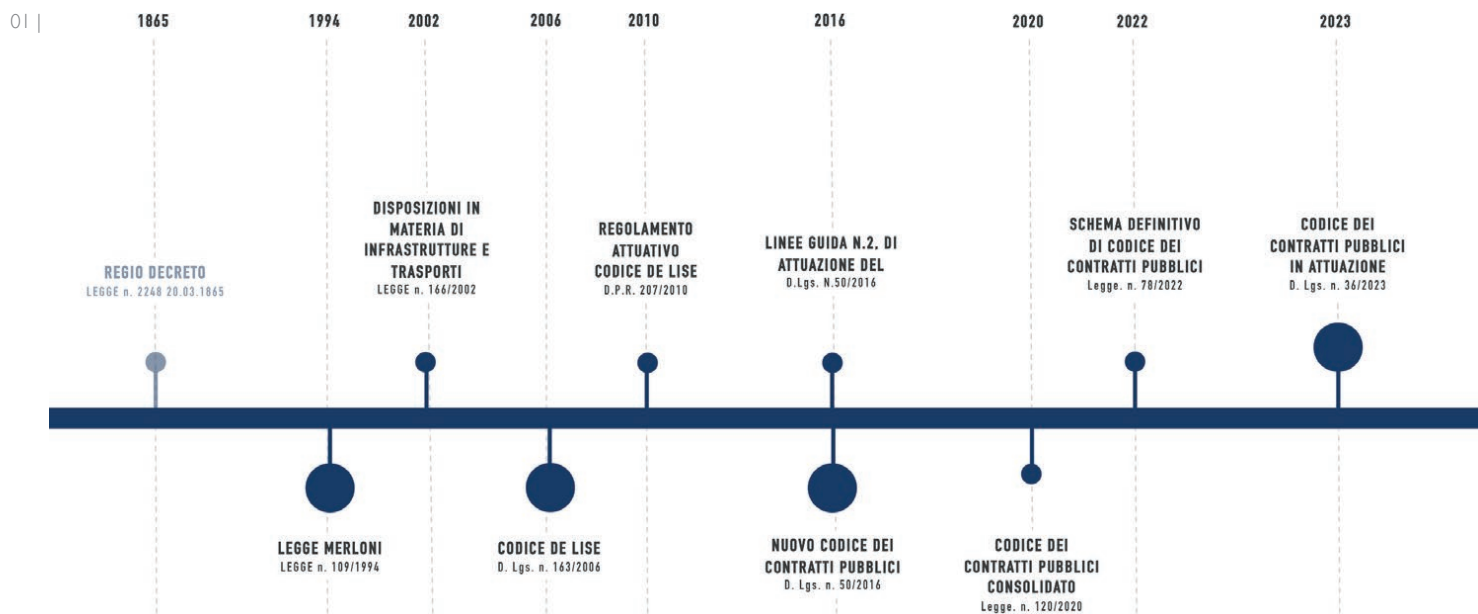 01 |
1865
1994
2002
2006
2010
2016
2020
2022
2023
REGIO DECRETO
LEGGE n. 2248 20.03.1865
DISPOSIZIONI IN
MATERIA DI
INFRASTRUTTURE E
TRASPORTI
LEGGE n. 166/2002
REGOLAMENTO
ATTUATIVO
CODICE DE LISE
D.P.R. 207/2010
LINEE GUIDA N.2, DI
ATTUAZIONE DEL
D.Lgs. N.50/2016
SCHEMA DEFINITIVO
DI CODICE DEI
CONTRATTI PUBBLICI
Legge. n. 78/2022
CODICE DEI
CONTRATTI PUBBLICI
IN ATTUAZIONE
D. Lgs. n. 36/2023
LEGGE MERLONI
LEGGE n. 109/1994
CODICE DE LISE
D. Lgs. n. 163/2006
NUOVO CODICE DEI
CONTRATTI PUBBLICI
D. Lgs. n. 50/2016
CODICE DEI
CONTRATTI PUBBLICI
CONSOLIDATO
Legge. n. 120/2020